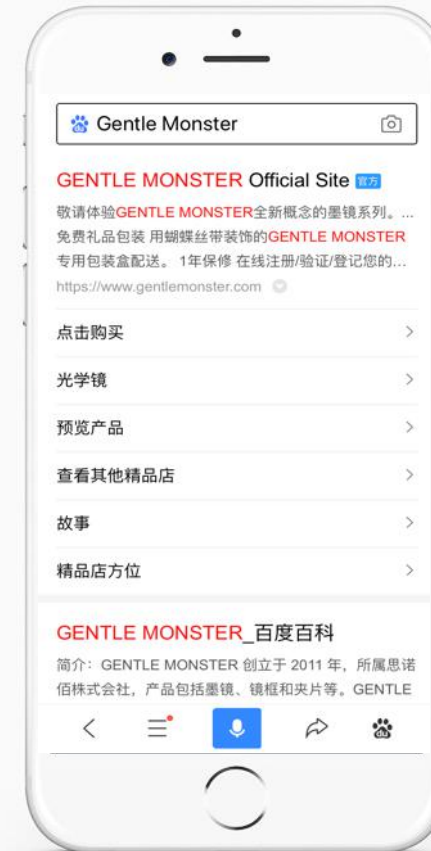 Gentle Monster
GENTLE MONSTER Official Site 官方
敬请体验GENTLE MONSTER全新概念的墨镜系列。...
免费礼品包装 用蝴蝶丝带装饰的GENTLE MONSTER
专用包装盒配送。 1年保修 在线注册/验证/登记您的...
https://www.gentlemonster.com
点击购买
光学镜
预览产品
查看其他精品店
故事
精品店方位
GENTLE MONSTER_百度百科
简介：GENTLE MONSTER 创立于 2011 年，所属思诺
佰株式会社，产品包括墨镜、镜框和夹片等。GENTLE
du